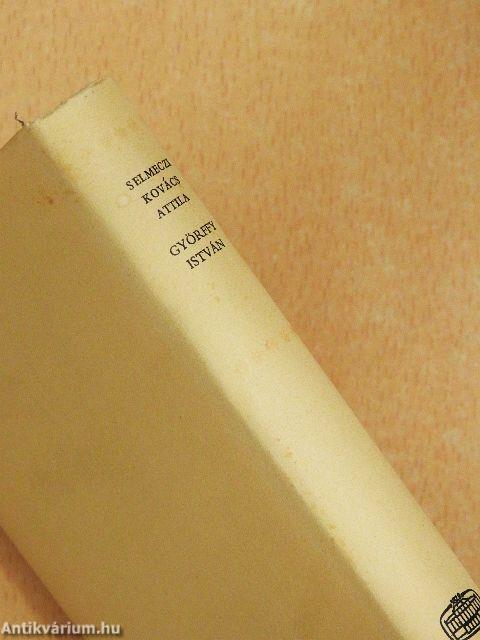 SELMECZI
KOVÁCS
ATTILA
GYÖRFFY
ISTVÁN
Antikvárium.hu